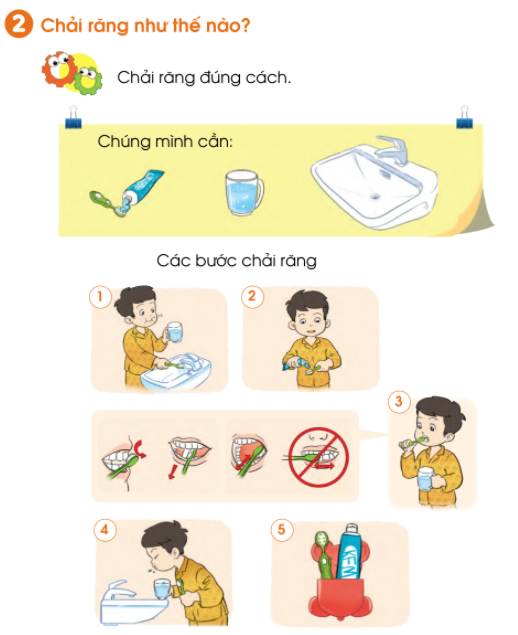 2 Chải răng như thế nào?
Chải răng đúng cách.
Chúng mình cần:
Các bước chải răng
1
2
3
4
5